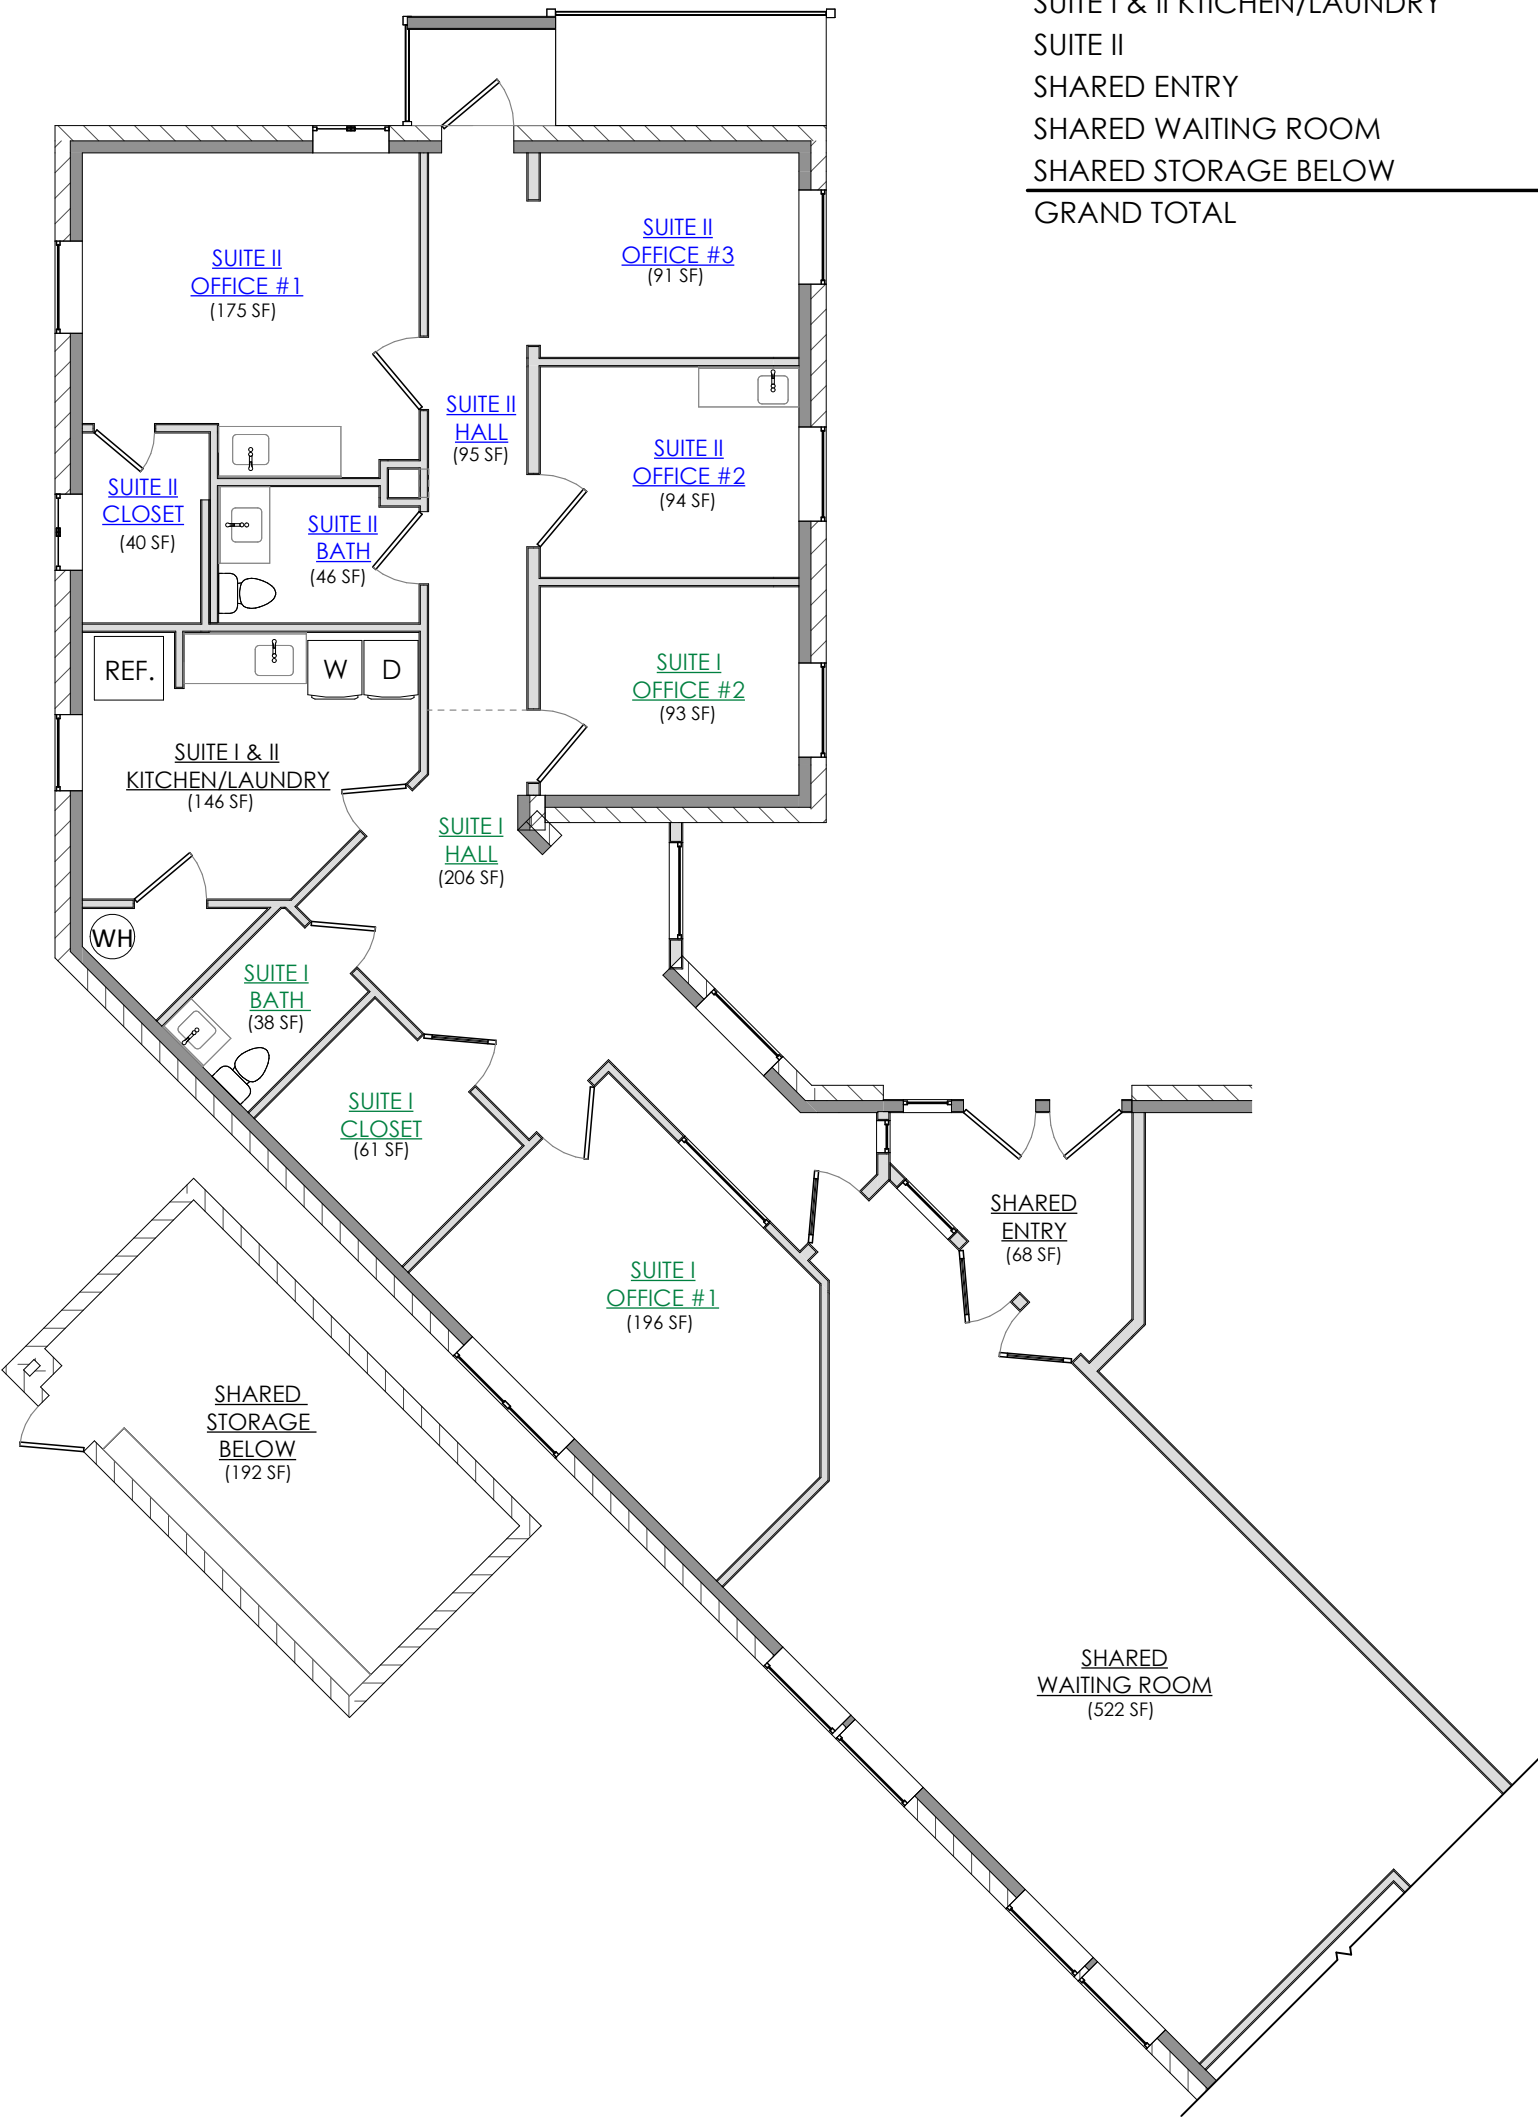 SUITE I & II KTICHEN/LAUNDRY
SUITE II
SHARED ENTRY
SHARED WAITING ROOM
SHARED STORAGE BELOW
GRAND TOTAL
SUITE II
OFFICE #1
(175 SF)
SUITE II
OFFICE #3
(91 SF)
SUITE II
HALL
(95 SF)
SUITE II
OFFICE #2
(94 SF)
SUITE II
CLOSET
(40 SF)
SUITE II
BATH
(46 SF)
REF.
W
D
SUITE I
OFFICE #2
(93 SF)
SUITE I & II
KITCHEN/LAUNDRY
(146 SF)
SUITE I
HALL
(206 SF)
WH
SUITE I
BATH
(38 SF)
SUITE I
CLOSET
(61 SF)
SHARED
ENTRY
(68 SF)
SUITE I
OFFICE #1
(196 SF)
SHARED
STORAGE
BELOW
(192 SF)
SHARED
WAITING ROOM
(522 SF)